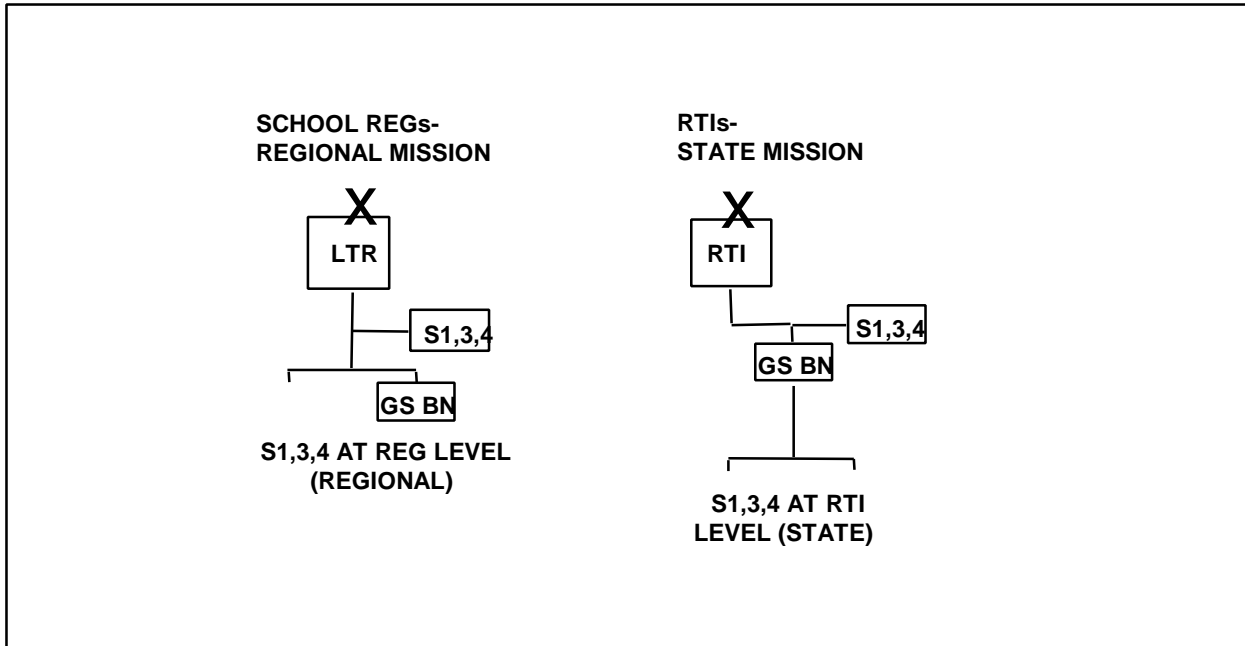 SCHOOL REGs-
REGIONAL MISSION
X
LTR
S1,3,4
GS BN
S1,3,4 AT REG LEVEL
(REGIONAL)
RTIs-
STATE MISSION
X
RTI
S1,3,4
GS BN
S1,3,4 AT RTI
LEVEL (STATE)